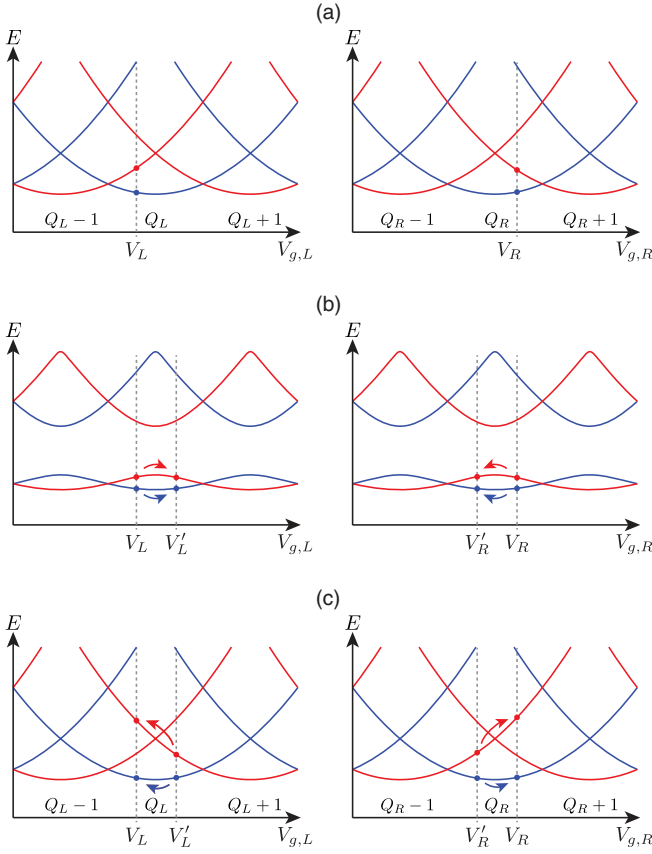 (a)
E E
Q_L − 1 Q_L Q_L + 1 Q_R − 1 Q_R Q_R + 1
V_L V_{g,L} V_R V_{g,R}
(b)
E E
V_L V′_L V_{g,L} V′_R V_R V_{g,R}
(c)
E E
Q_L − 1 Q_L Q_L + 1 Q_R − 1 Q_R Q_R + 1
V_L V′_L V_{g,L} V′_R V_R V_{g,R}